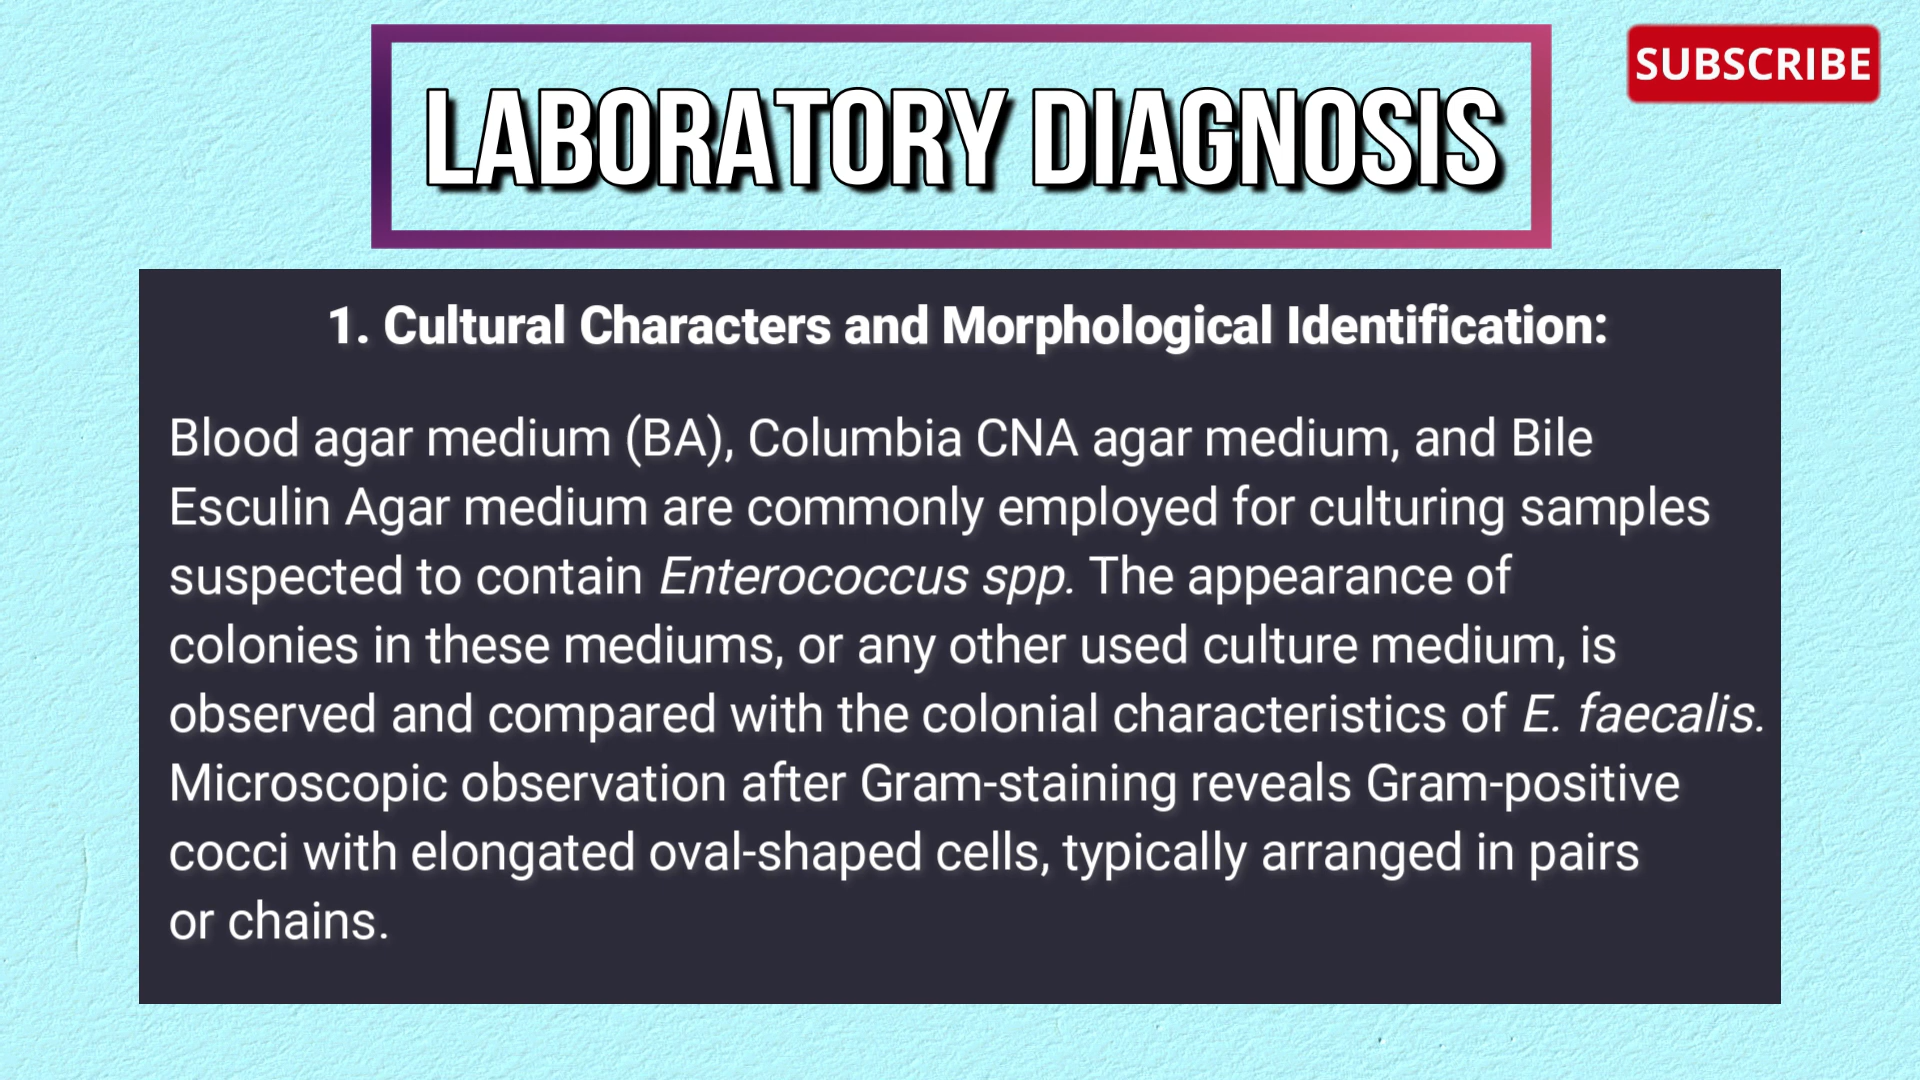 LABORATORY DIAGNOSIS
SUBSCRIBE
1. Cultural Characters and Morphological Identification:
Blood agar medium (BA), Columbia CNA agar medium, and Bile
Esculin Agar medium are commonly employed for culturing samples
suspected to contain Enterococcus spp. The appearance of
colonies in these mediums, or any other used culture medium, is
observed and compared with the colonial characteristics of E. faecalis.
Microscopic observation after Gram-staining reveals Gram-positive
cocci with elongated oval-shaped cells, typically arranged in pairs
or chains.